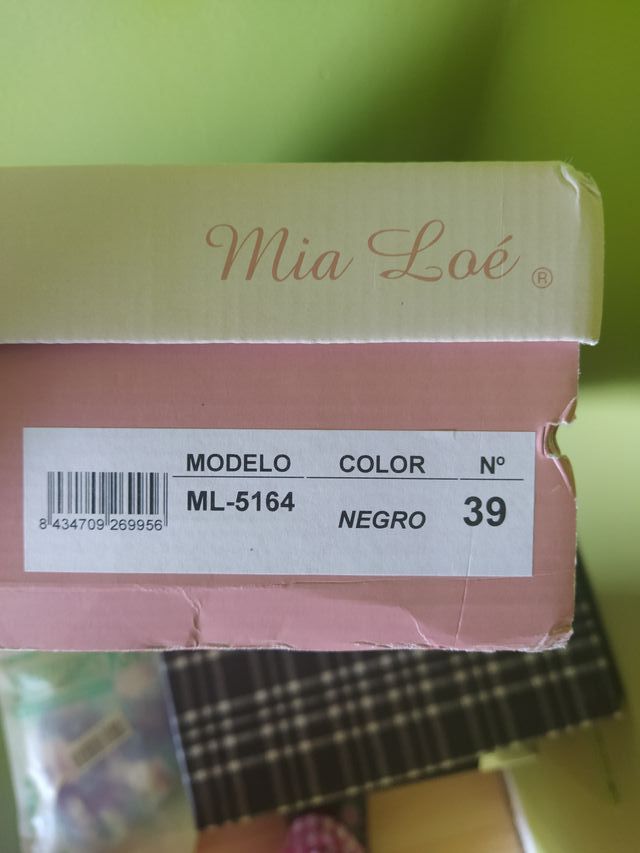 Mia Loé ®
MODELO COLOR Nº
ML-5164 NEGRO 39
8 434709 269956